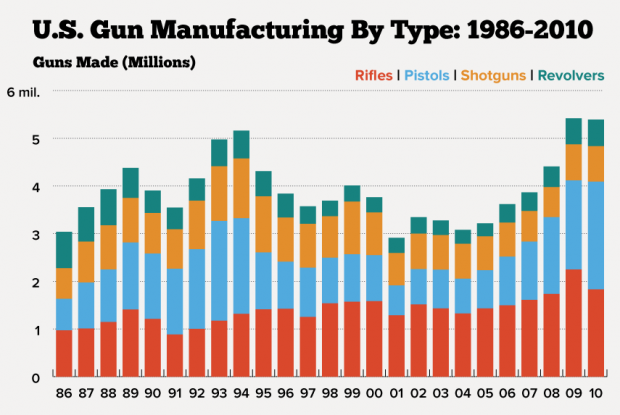 U.S. Gun Manufacturing By Type: 1986-2010
Guns Made (Millions)
Rifles | Pistols | Shotguns | Revolvers
6 mil.
5
4
3
2
1
0
86 87 88 89 90 91 92 93 94 95 96 97 98 99 00 01 02 03 04 05 06 07 08 09 10